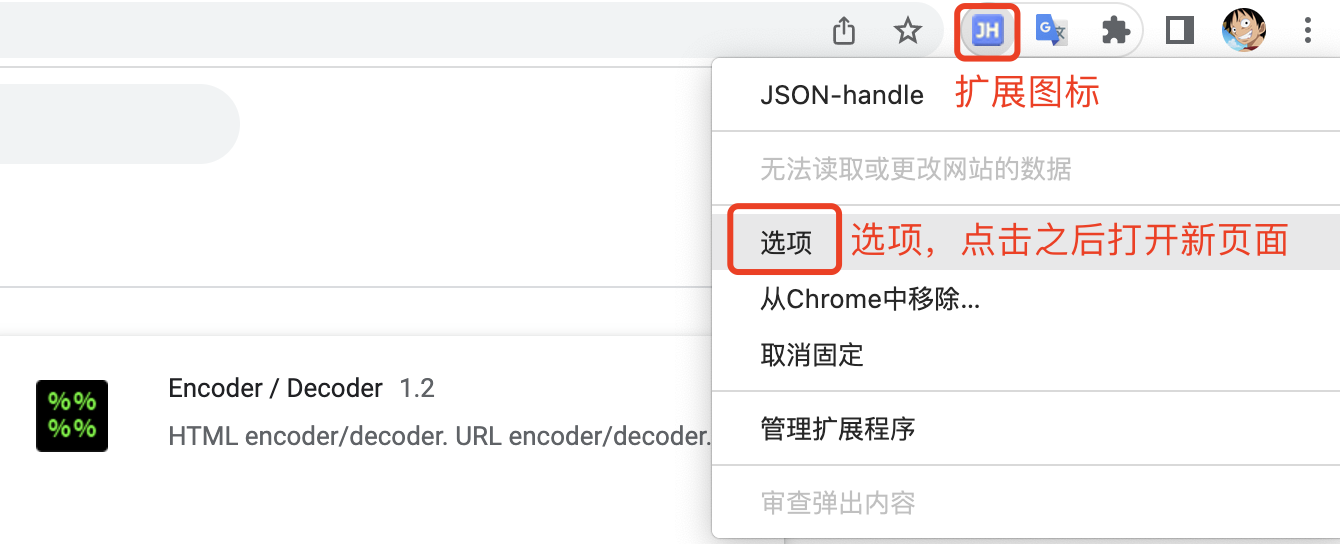 JH
G 文
JSON-handle 扩展图标
无法读取或更改网站的数据
选项 选项，点击之后打开新页面
从Chrome中移除...
取消固定
Encoder / Decoder 1.2
%%
%%
HTML encoder/decoder. URL encoder/decoder.
管理扩展程序
审查弹出内容